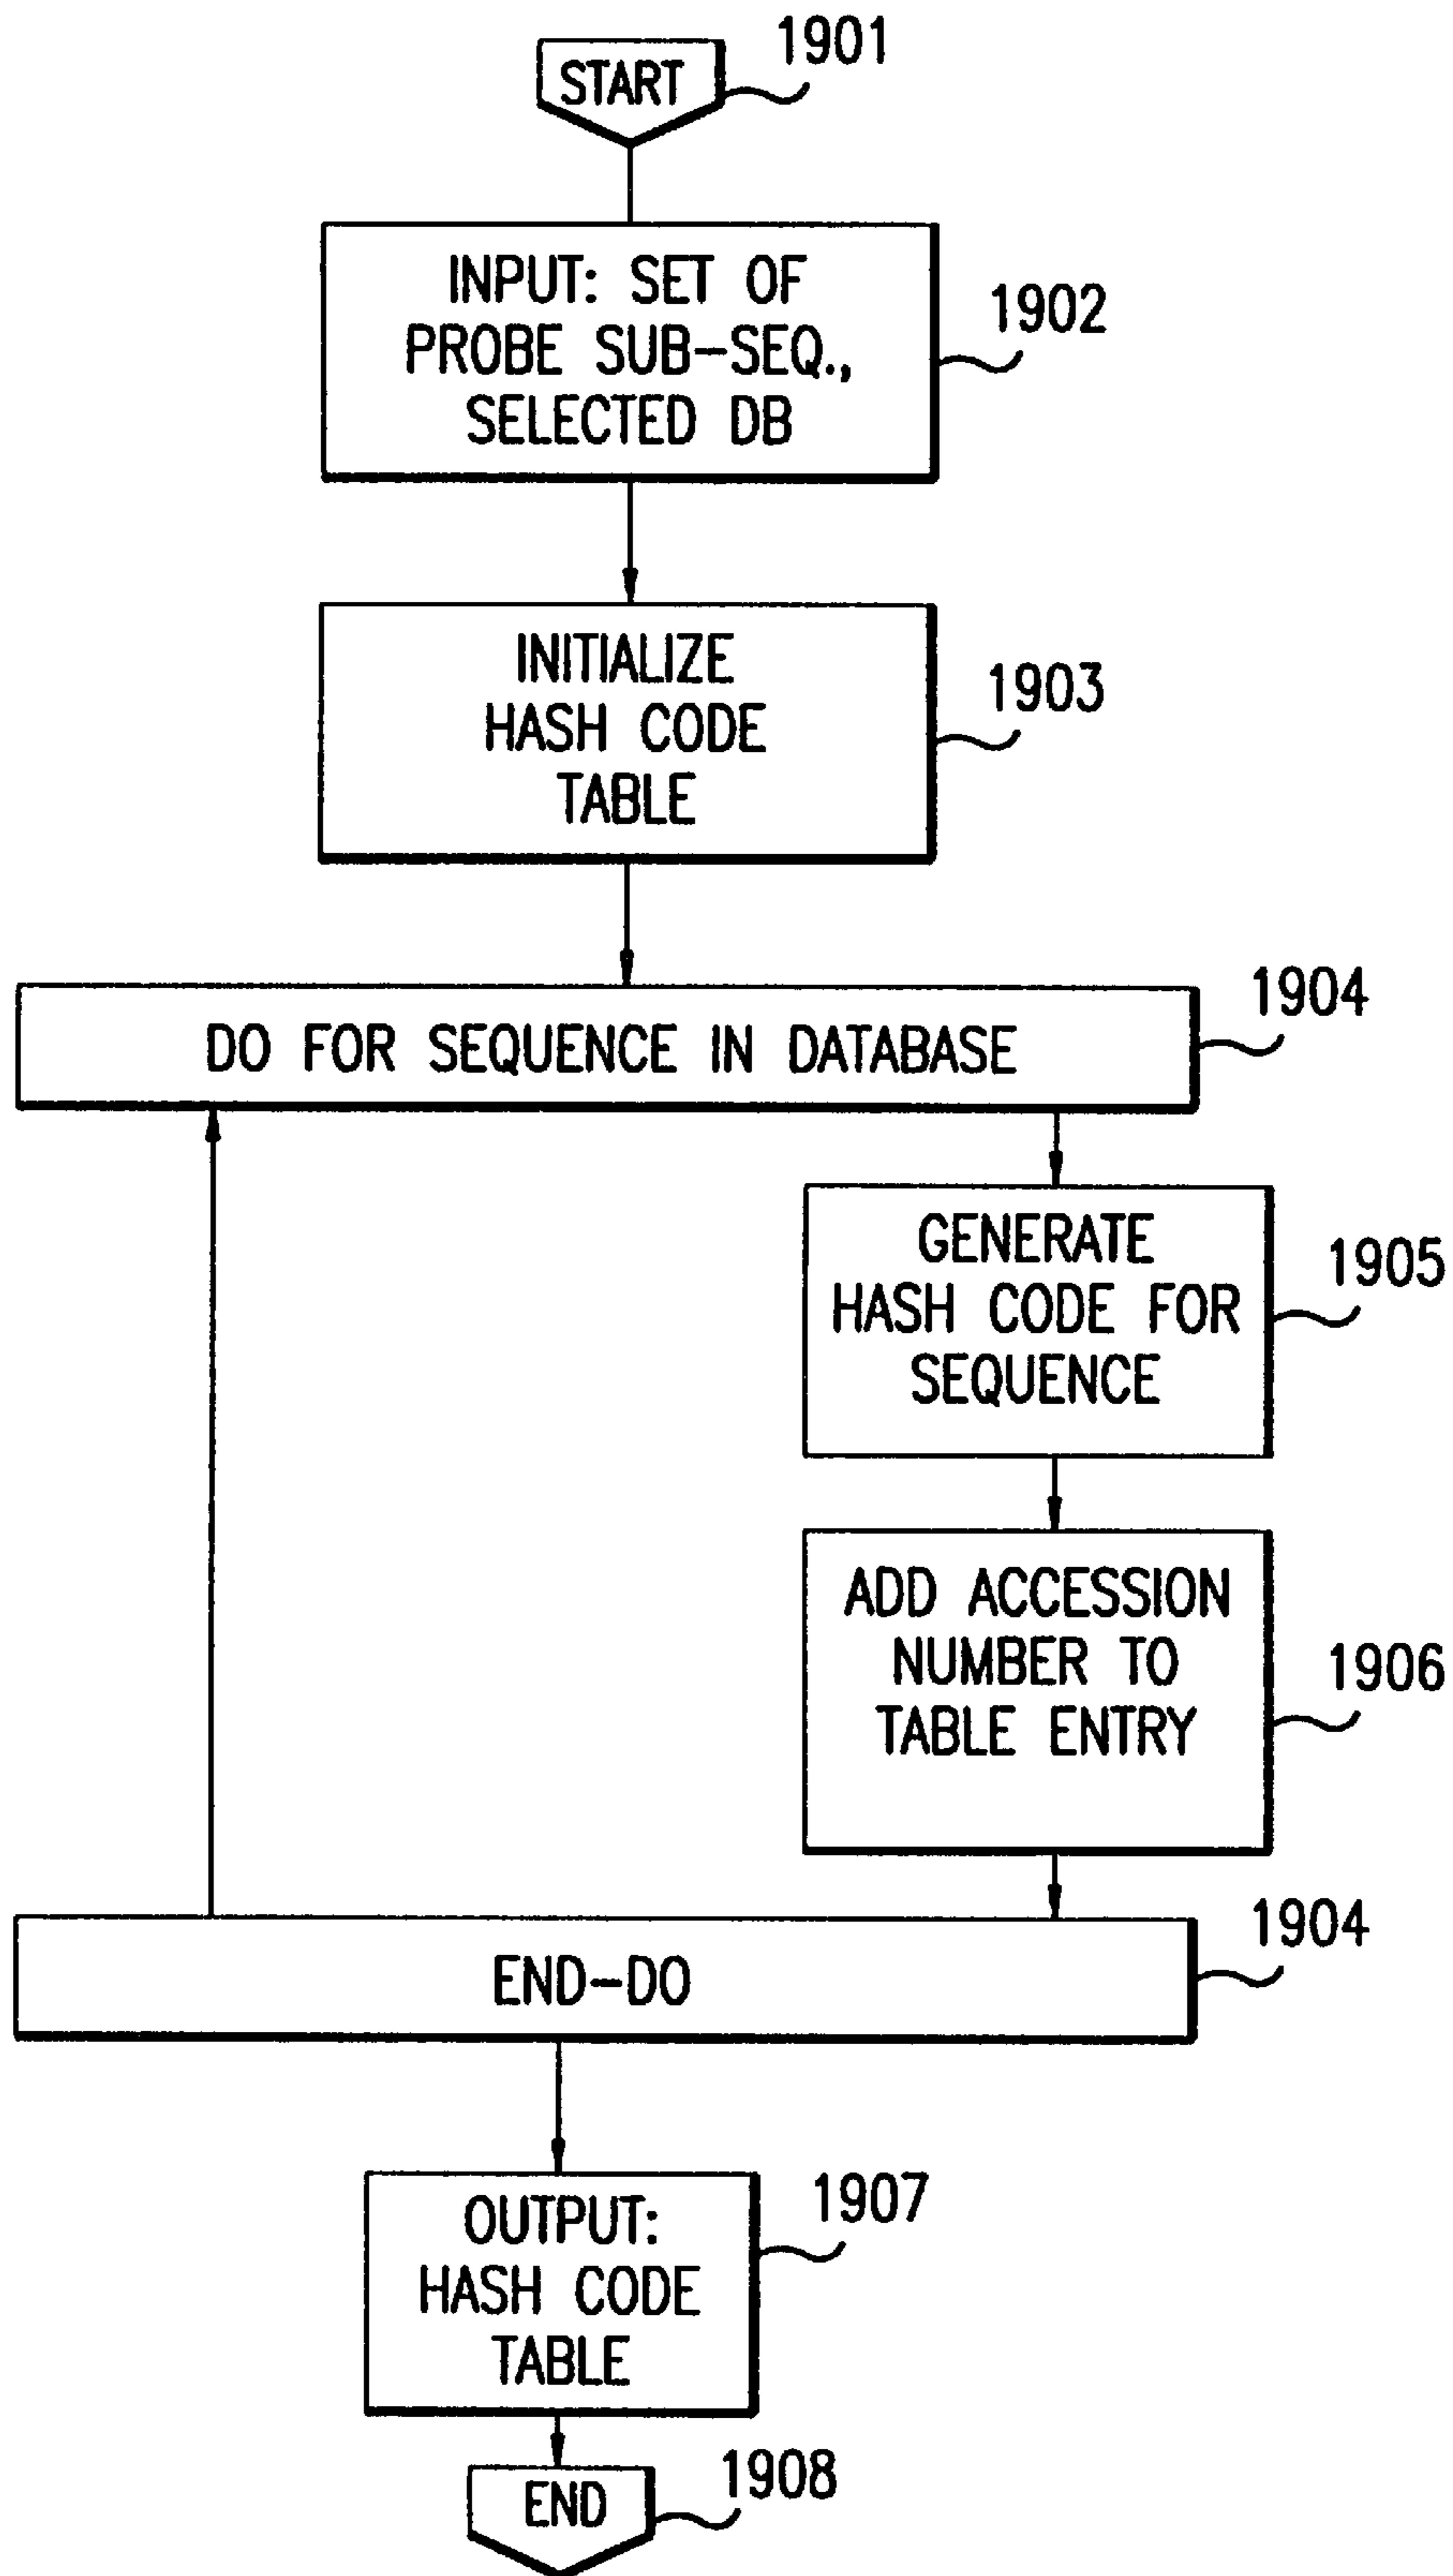 START
1901
INPUT: SET OF
PROBE SUB-SEQ.,
SELECTED DB
1902
INITIALIZE
HASH CODE
TABLE
1903
DO FOR SEQUENCE IN DATABASE
1904
GENERATE
HASH CODE FOR
SEQUENCE
1905
ADD ACCESSION
NUMBER TO
TABLE ENTRY
1906
END-DO
1904
OUTPUT:
HASH CODE
TABLE
1907
END
1908